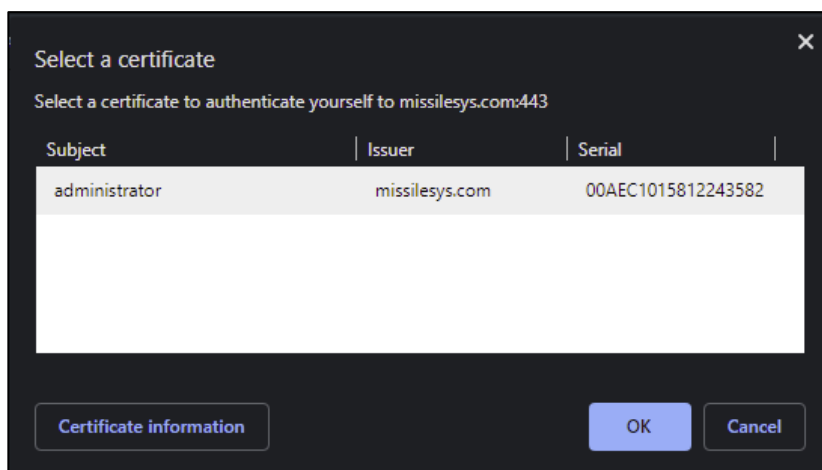 Select a certificate
Select a certificate to authenticate yourself to missilesys.com:443
Subject Issuer Serial
administrator missilesys.com 00AEC1015812243582
Certificate information OK Cancel